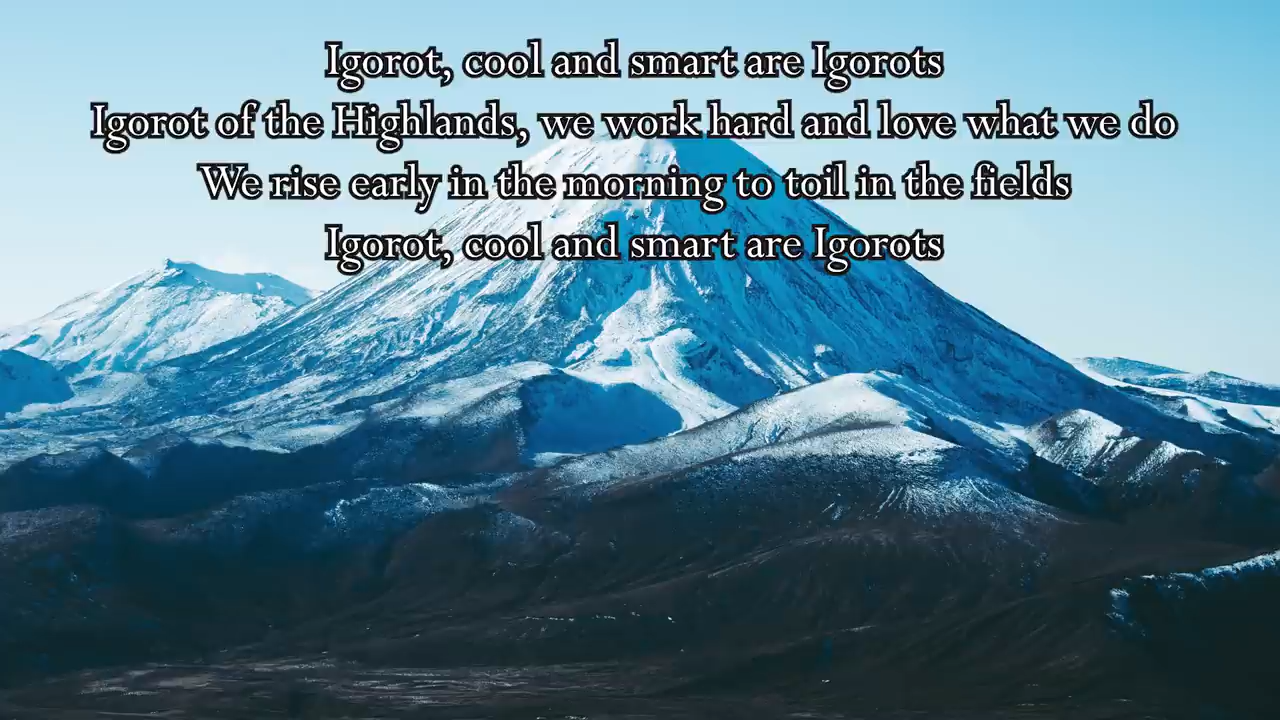 Igorot, cool and smart are Igorots
Igorot of the Highlands, we work hard and love what we do
We rise early in the morning to toil in the fields
Igorot, cool and smart are Igorots